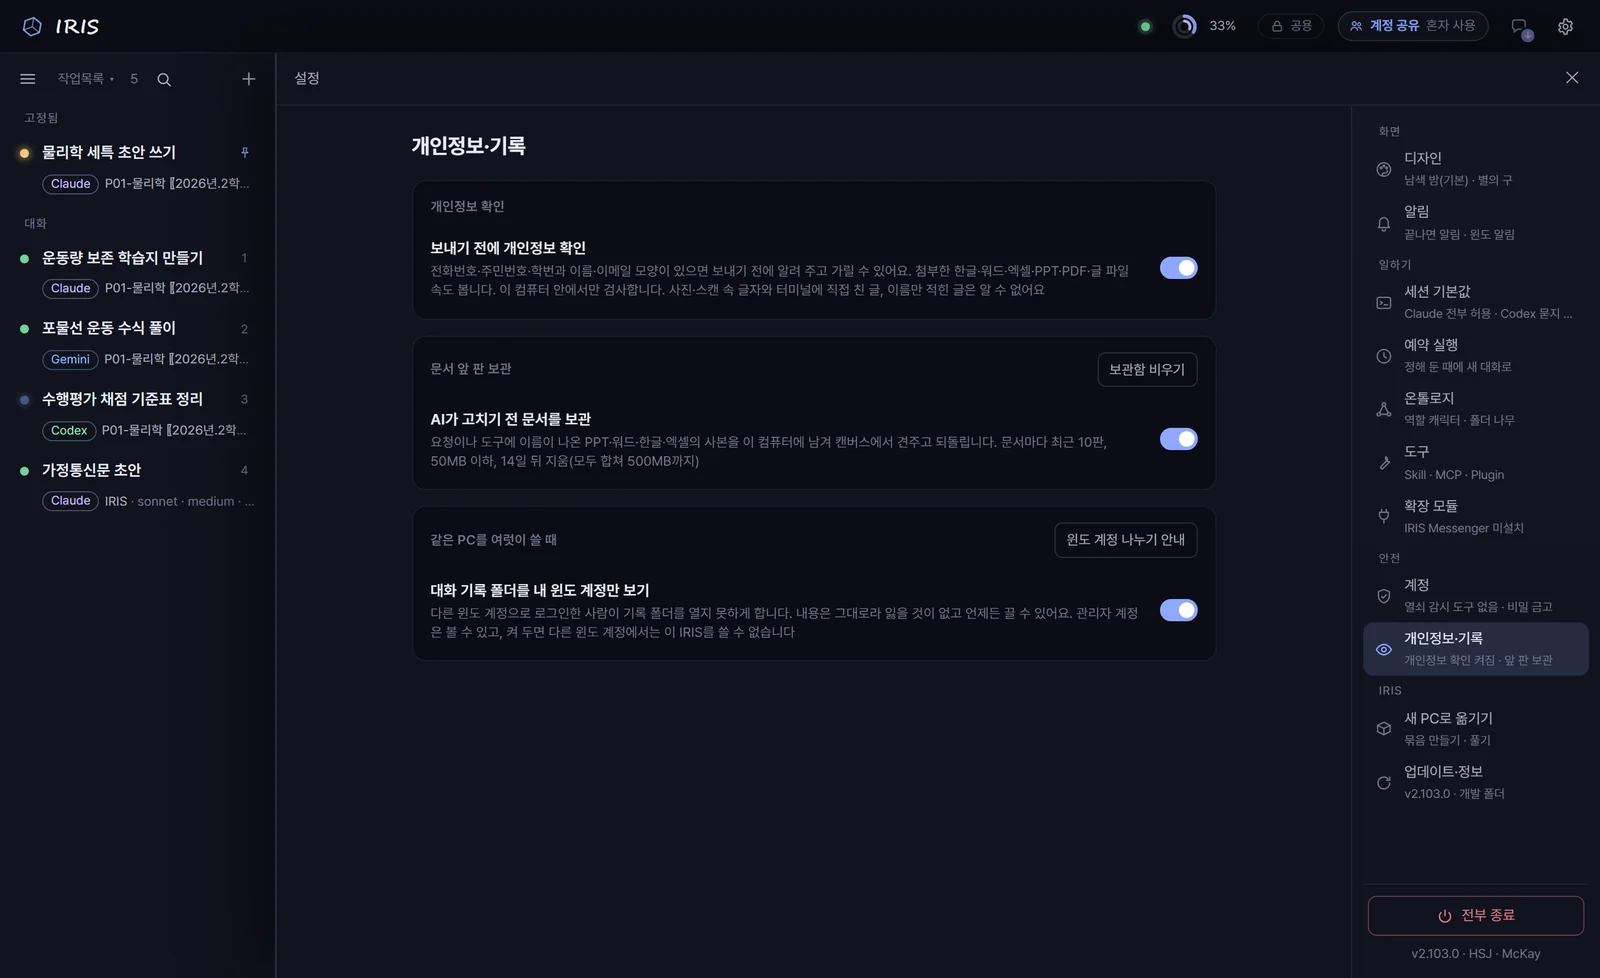 IRIS
33%
공용
계정 공유 혼자 사용
작업목록
5
고정됨
물리학 세특 초안 쓰기
Claude
P01-물리학 〚2026년.2학...
대화
운동량 보존 학습지 만들기
1
Claude
P01-물리학 〚2026년.2학...
포물선 운동 수식 풀이
2
Gemini
P01-물리학 〚2026년.2학...
수행평가 채점 기준표 정리
3
Codex
P01-물리학 〚2026년.2학...
가정통신문 초안
4
Claude
IRIS · sonnet · medium · ...
설정
개인정보·기록
개인정보 확인
보내기 전에 개인정보 확인
전화번호·주민번호·학번과 이름·이메일 모양이 있으면 보내기 전에 알려 주고 가릴 수 있어요. 첨부한 한글·워드·엑셀·PPT·PDF·글 파일
속도 봅니다. 이 컴퓨터 안에서만 검사합니다. 사진·스캔 속 글자와 터미널에 직접 친 글, 이름만 적힌 글은 알 수 없어요
문서 앞 판 보관
보관함 비우기
AI가 고치기 전 문서를 보관
요청이나 도구에 이름이 나온 PPT·워드·한글·엑셀의 사본을 이 컴퓨터에 남겨 캔버스에서 견주고 되돌립니다. 문서마다 최근 10판,
50MB 이하, 14일 뒤 지움(모두 합쳐 500MB까지)
같은 PC를 여럿이 쓸 때
윈도 계정 나누기 안내
대화 기록 폴더를 내 윈도 계정만 보기
다른 윈도 계정으로 로그인한 사람이 기록 폴더를 열지 못하게 합니다. 내용은 그대로라 잃을 것이 없고 언제든 끌 수 있어요. 관리자 계정
은 볼 수 있고, 켜 두면 다른 윈도 계정에서는 이 IRIS를 쓸 수 없습니다
화면
디자인
남색 밤(기본) · 별의 구
알림
끝나면 알림 · 윈도 알림
일하기
세션 기본값
Claude 전부 허용 · Codex 묻지 ...
예약 실행
정해 둔 때에 새 대화로
온톨로지
역할 캐릭터 · 폴더 나무
도구
Skill · MCP · Plugin
확장 모듈
IRIS Messenger 미설치
안전
계정
열쇠 감시 도구 없음 · 비밀 금고
개인정보·기록
개인정보 확인 켜짐 · 앞 판 보관
IRIS
새 PC로 옮기기
묶음 만들기 · 풀기
업데이트·정보
v2.103.0 · 개발 폴더
전부 종료
v2.103.0 · HSJ · McKay